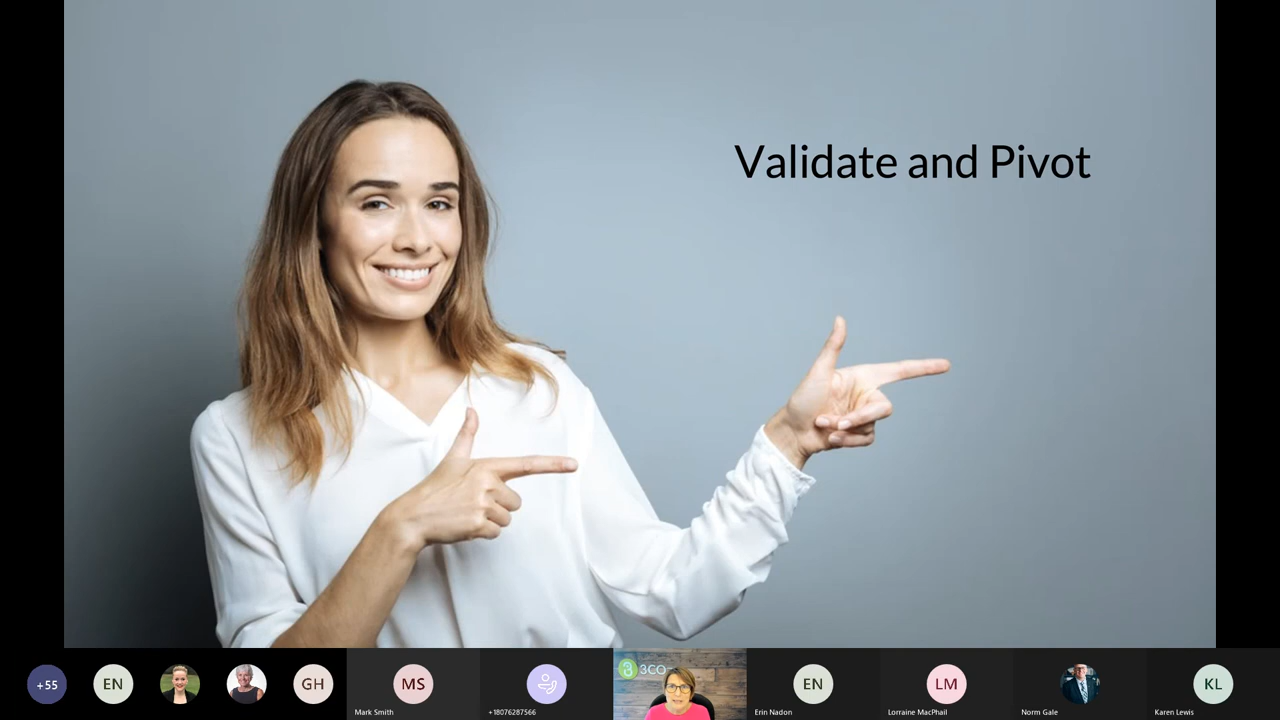 Validate and Pivot
+55
EN
GH
MS
Mark Smith
+18076287566
3CO
EN
Erin Nadon
LM
Lorraine MacPhail
Norm Gale
KL
Karen Lewis